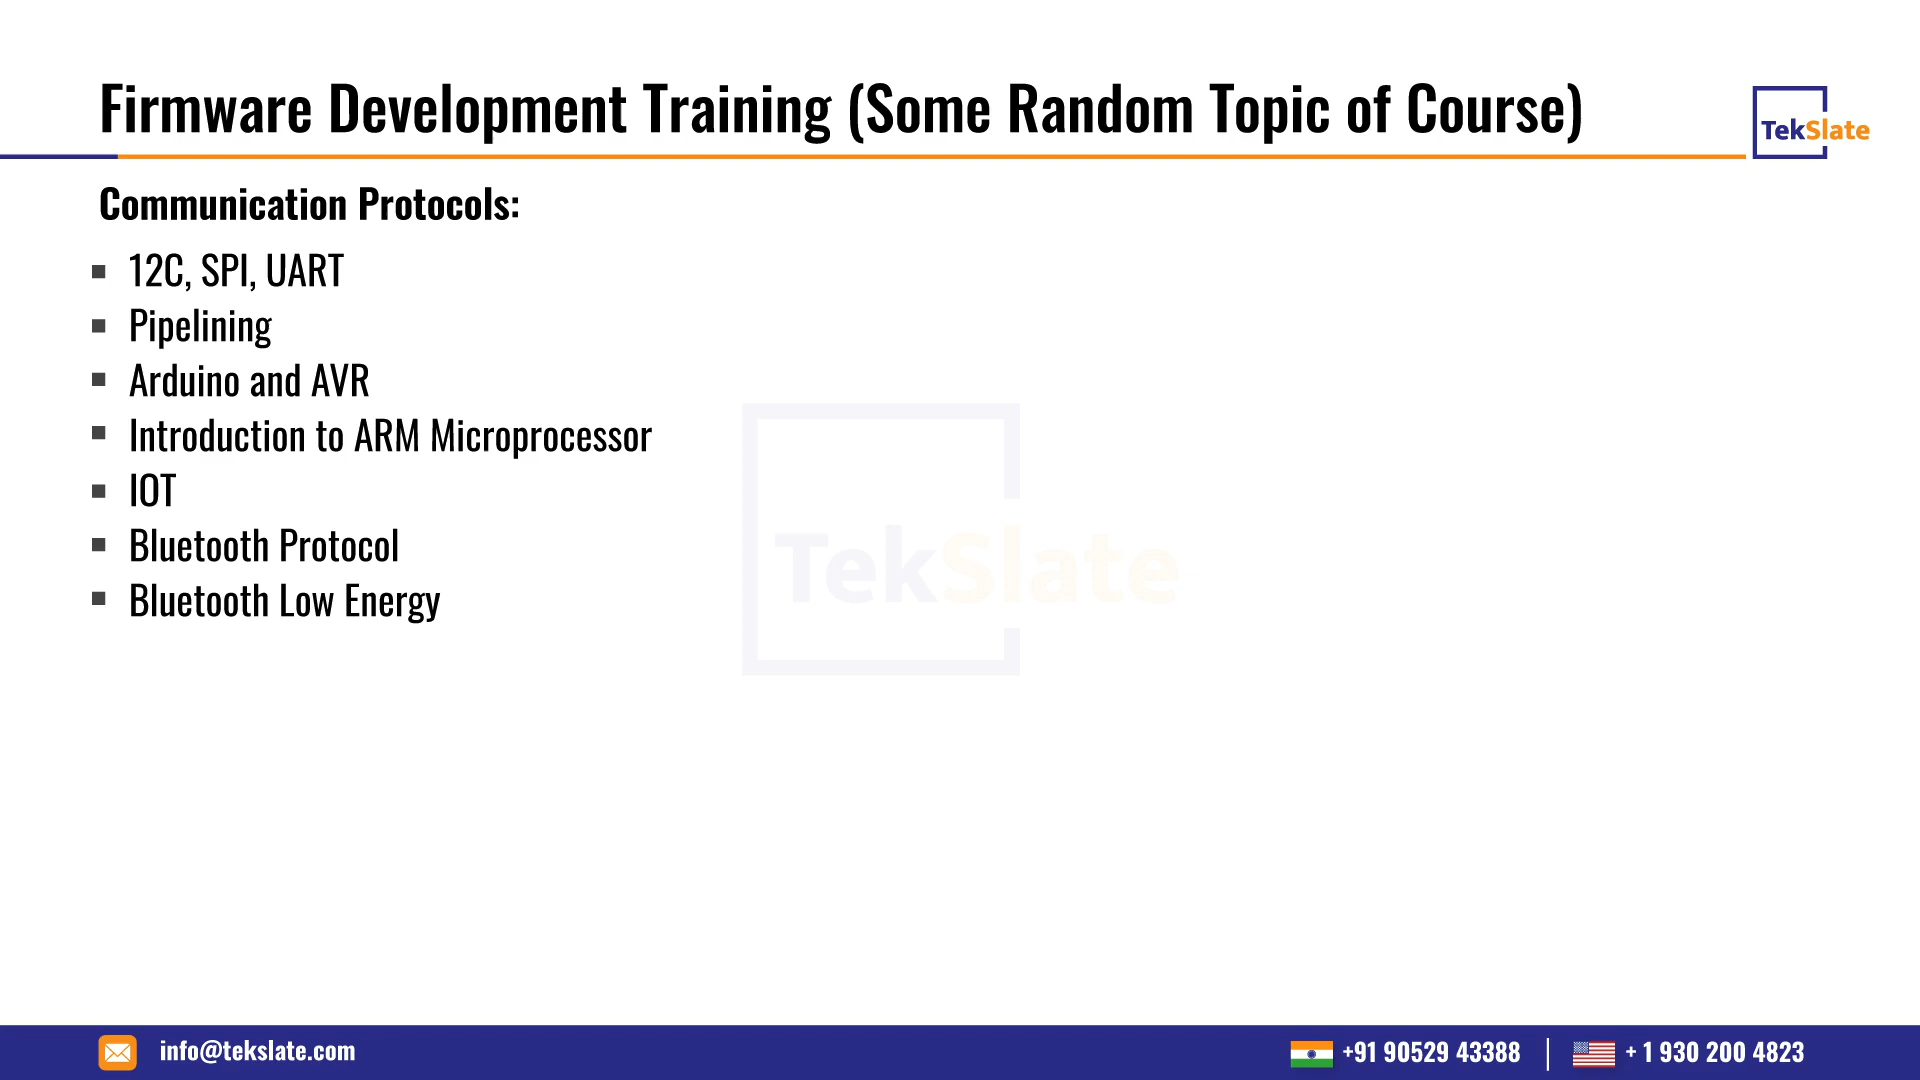 Firmware Development Training (Some Random Topic of Course)
TekSlate
Communication Protocols:
12C, SPI, UART
Pipelining
Arduino and AVR
Introduction to ARM Microprocessor
IOT
Bluetooth Protocol
Bluetooth Low Energy
TekSlate
info@tekslate.com
+91 90529 43388
+ 1 930 200 4823